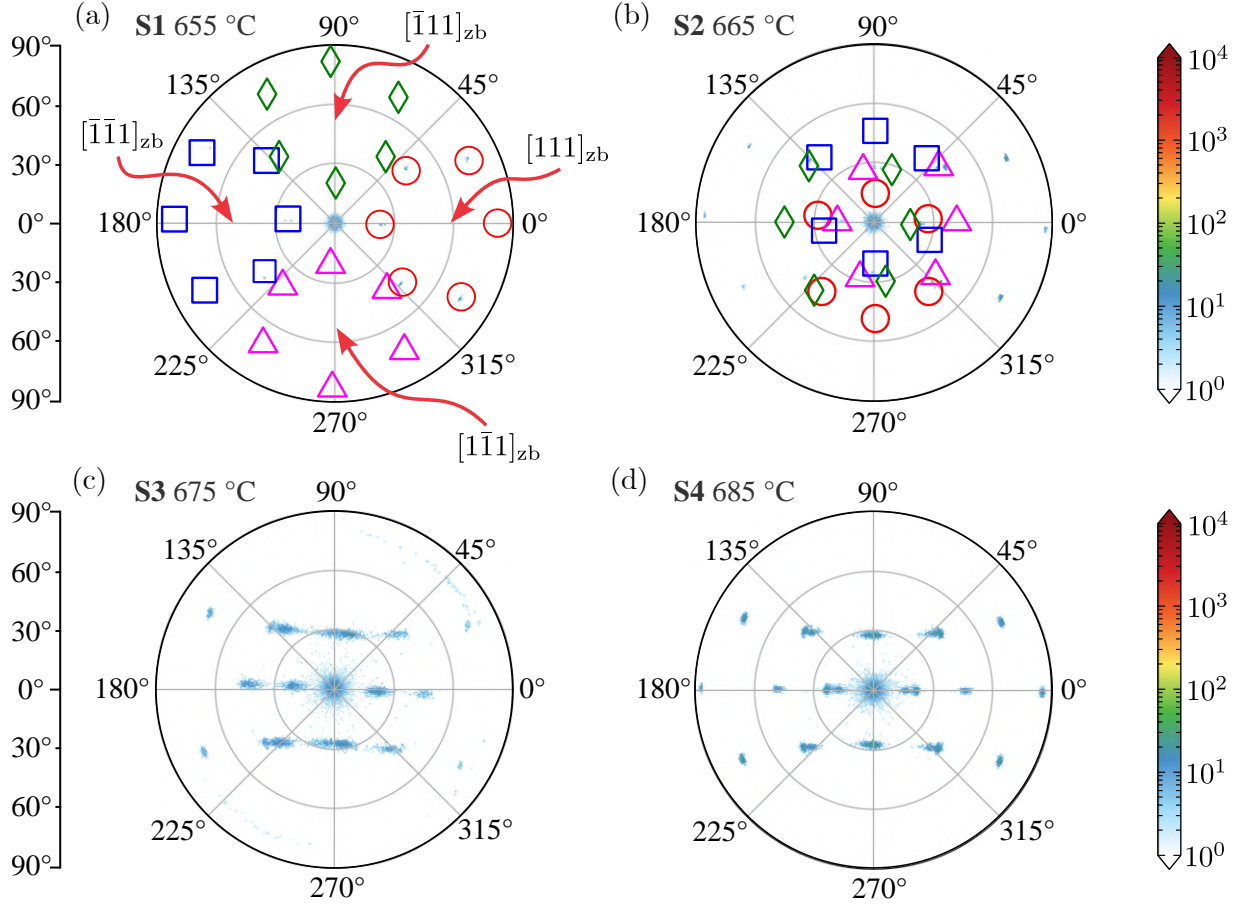 (a) S1 655 °C 90° [1̄11]zb
(b) S2 665 °C 90°
90° 135° 45° 135° 45° 10⁴
60° [1̄1̄1]zb [111]zb 10³
30°
0° 180° 0° 180° 0° 10²
30° 10¹
60° 225° 315° 225° 315°
90° 270° [11̄1]zb 270° 10⁰
(c) S3 675 °C 90°
(d) S4 685 °C 90°
90° 135° 45° 135° 45° 10⁴
60° 10³
30°
0° 180° 0° 180° 0° 10²
30° 10¹
60° 225° 315° 225° 315°
90° 270° 270° 10⁰